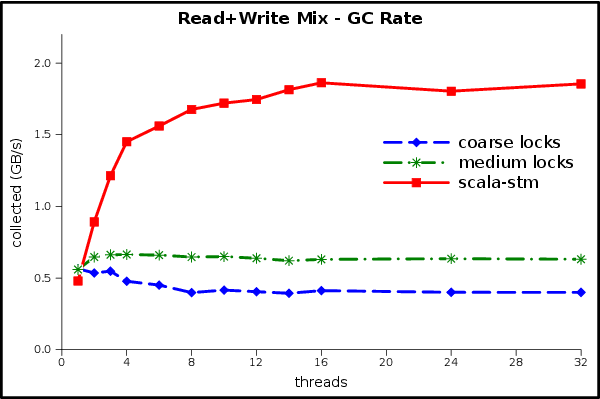 Read+Write Mix - GC Rate
2.0
1.5
1.0
0.5
0.0
collected (GB/s)
coarse locks
medium locks
scala-stm
0 4 8 12 16 20 24 28 32
threads